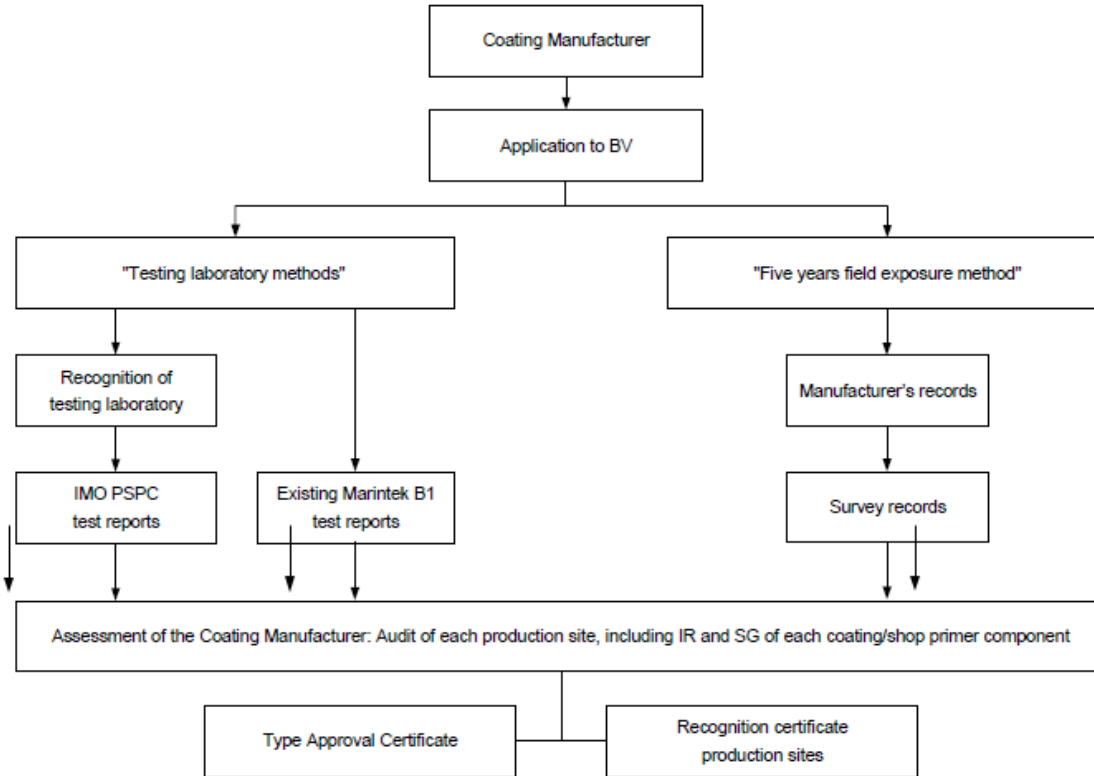 Coating Manufacturer
Application to BV
"Testing laboratory methods"
"Five years field exposure method"
Recognition of
testing laboratory
Manufacturer's records
IMO PSPC
test reports
Existing Marintek B1
test reports
Survey records
Assessment of the Coating Manufacturer: Audit of each production site, including IR and SG of each coating/shop primer component
Type Approval Certificate
Recognition certificate
production sites